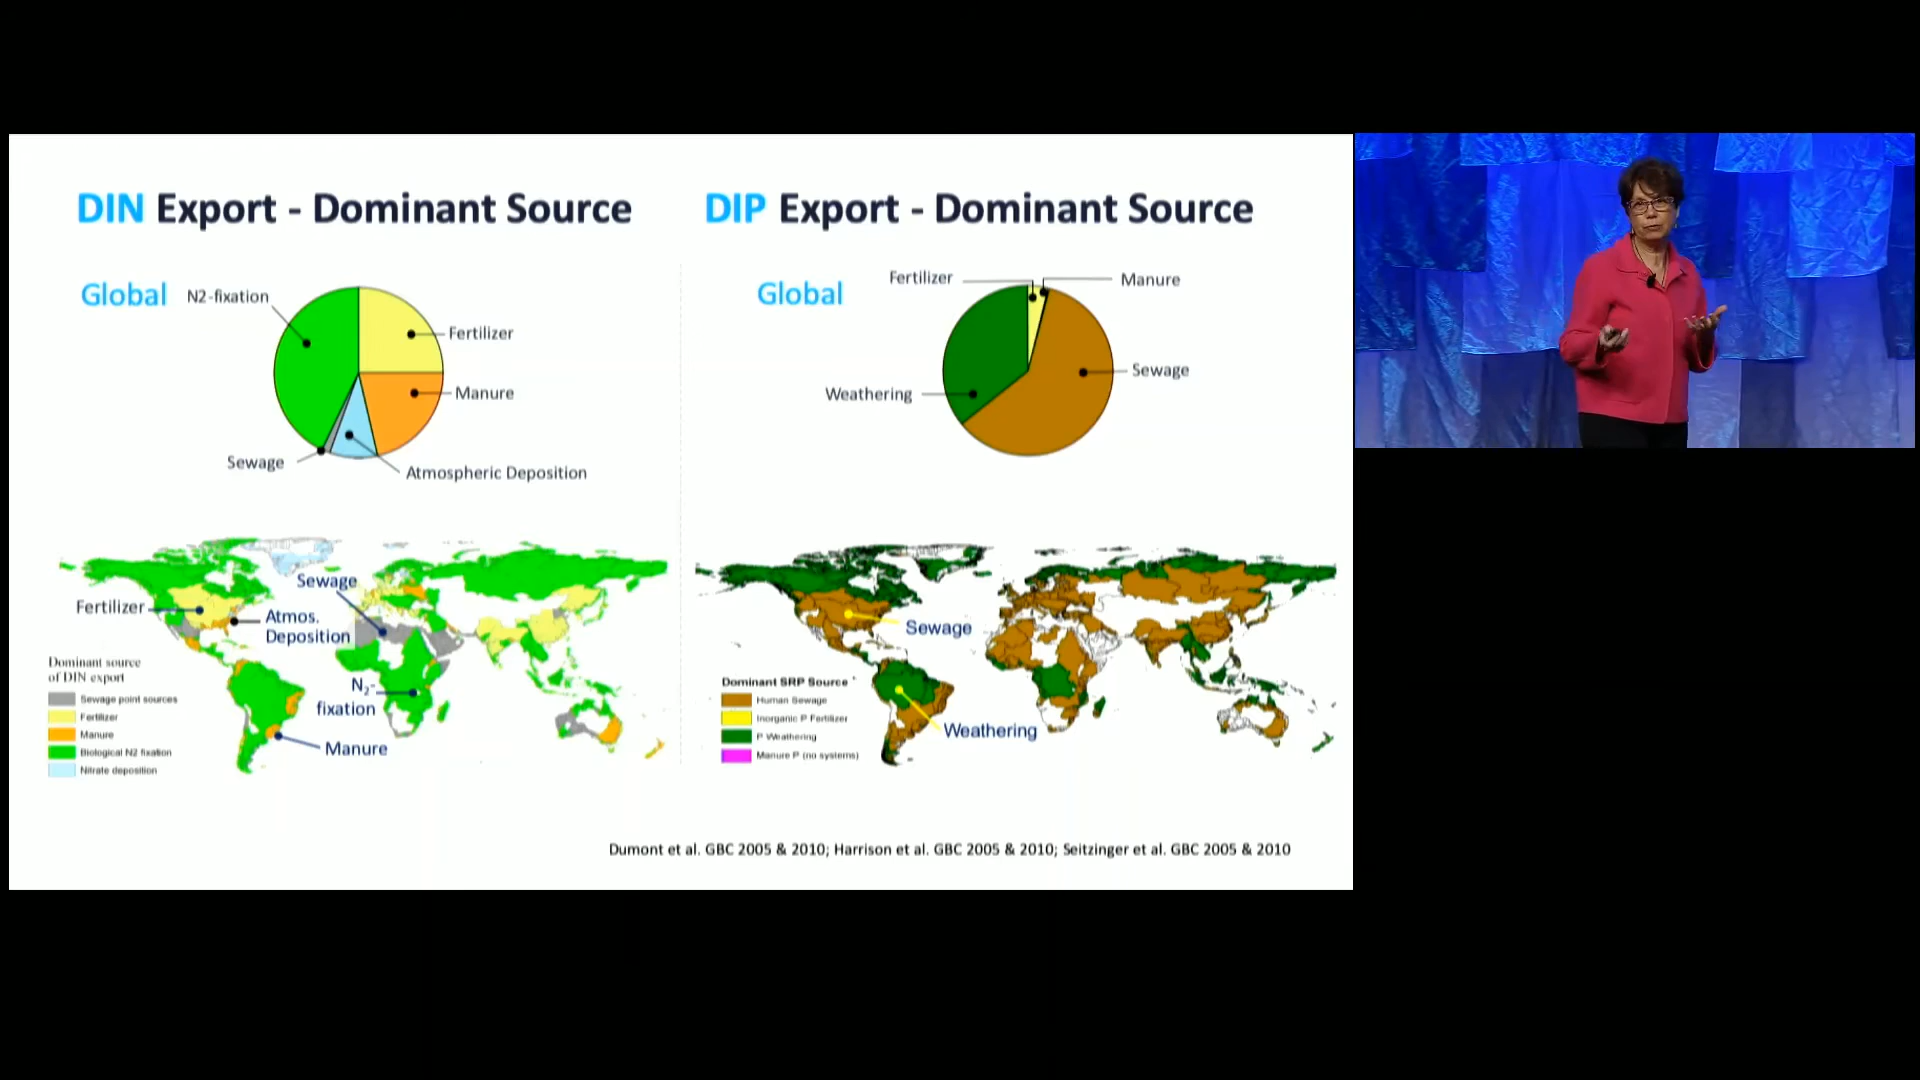 DIN Export - Dominant Source
Global
N2-fixation
Fertilizer
Manure
Sewage
Atmospheric Deposition
Sewage
Fertilizer
Atmos.
Deposition
N2-
fixation
Manure
Dominant source
of DIN export
Sewage point sources
Fertilizer
Manure
Biological N2 fixation
Nitrate deposition
DIP Export - Dominant Source
Global
Fertilizer
Manure
Sewage
Weathering
Sewage
Weathering
Dominant SRP Source
Human Sewage
Inorganic P Fertilizer
P Weathering
Manure P (no systems)
Dumont et al. GBC 2005 & 2010; Harrison et al. GBC 2005 & 2010; Seitzinger et al. GBC 2005 & 2010